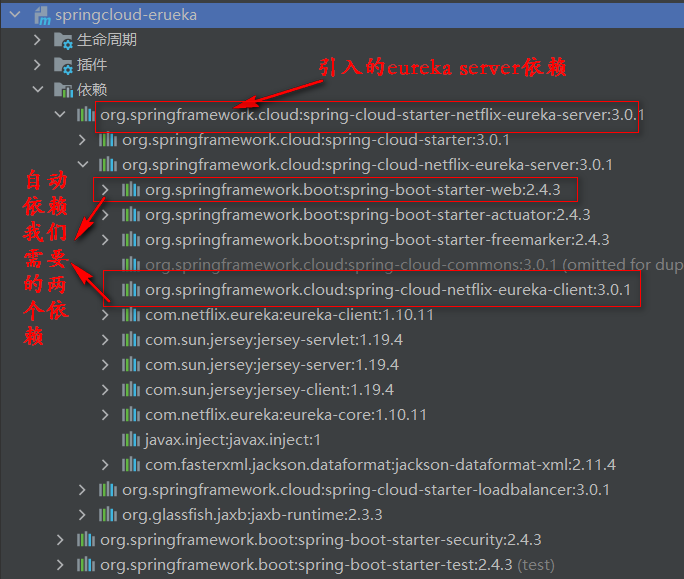 springcloud-erueka
生命周期
插件
引入的eureka server依赖
依赖
org.springframework.cloud:spring-cloud-starter-netflix-eureka-server:3.0.1
org.springframework.cloud:spring-cloud-starter:3.0.1
org.springframework.cloud:spring-cloud-netflix-eureka-server:3.0.1
自动
依赖
我们
需要
的两
个依
赖
org.springframework.boot:spring-boot-starter-web:2.4.3
org.springframework.boot:spring-boot-starter-actuator:2.4.3
org.springframework.boot:spring-boot-starter-freemarker:2.4.3
org.springframework.cloud:spring-cloud-commons:3.0.1 (omitted for dup
org.springframework.cloud:spring-cloud-netflix-eureka-client:3.0.1
com.netflix.eureka:eureka-client:1.10.11
com.sun.jersey:jersey-servlet:1.19.4
com.sun.jersey:jersey-server:1.19.4
com.sun.jersey:jersey-client:1.19.4
com.netflix.eureka:eureka-core:1.10.11
javax.inject:javax.inject:1
com.fasterxml.jackson.dataformat:jackson-dataformat-xml:2.11.4
org.springframework.cloud:spring-cloud-starter-loadbalancer:3.0.1
org.glassfish.jaxb:jaxb-runtime:2.3.3
org.springframework.boot:spring-boot-starter-security:2.4.3
org.springframework.boot:spring-boot-starter-test:2.4.3 (test)